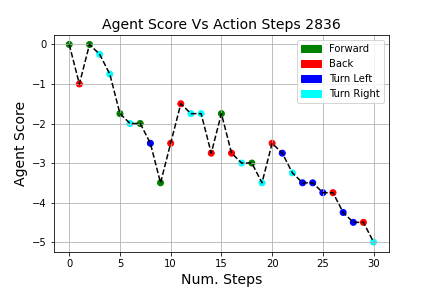 Agent Score Vs Action Steps 2836
Forward
Back
Turn Left
Turn Right
Agent Score
0
−1
−2
−3
−4
−5
0 5 10 15 20 25 30
Num. Steps